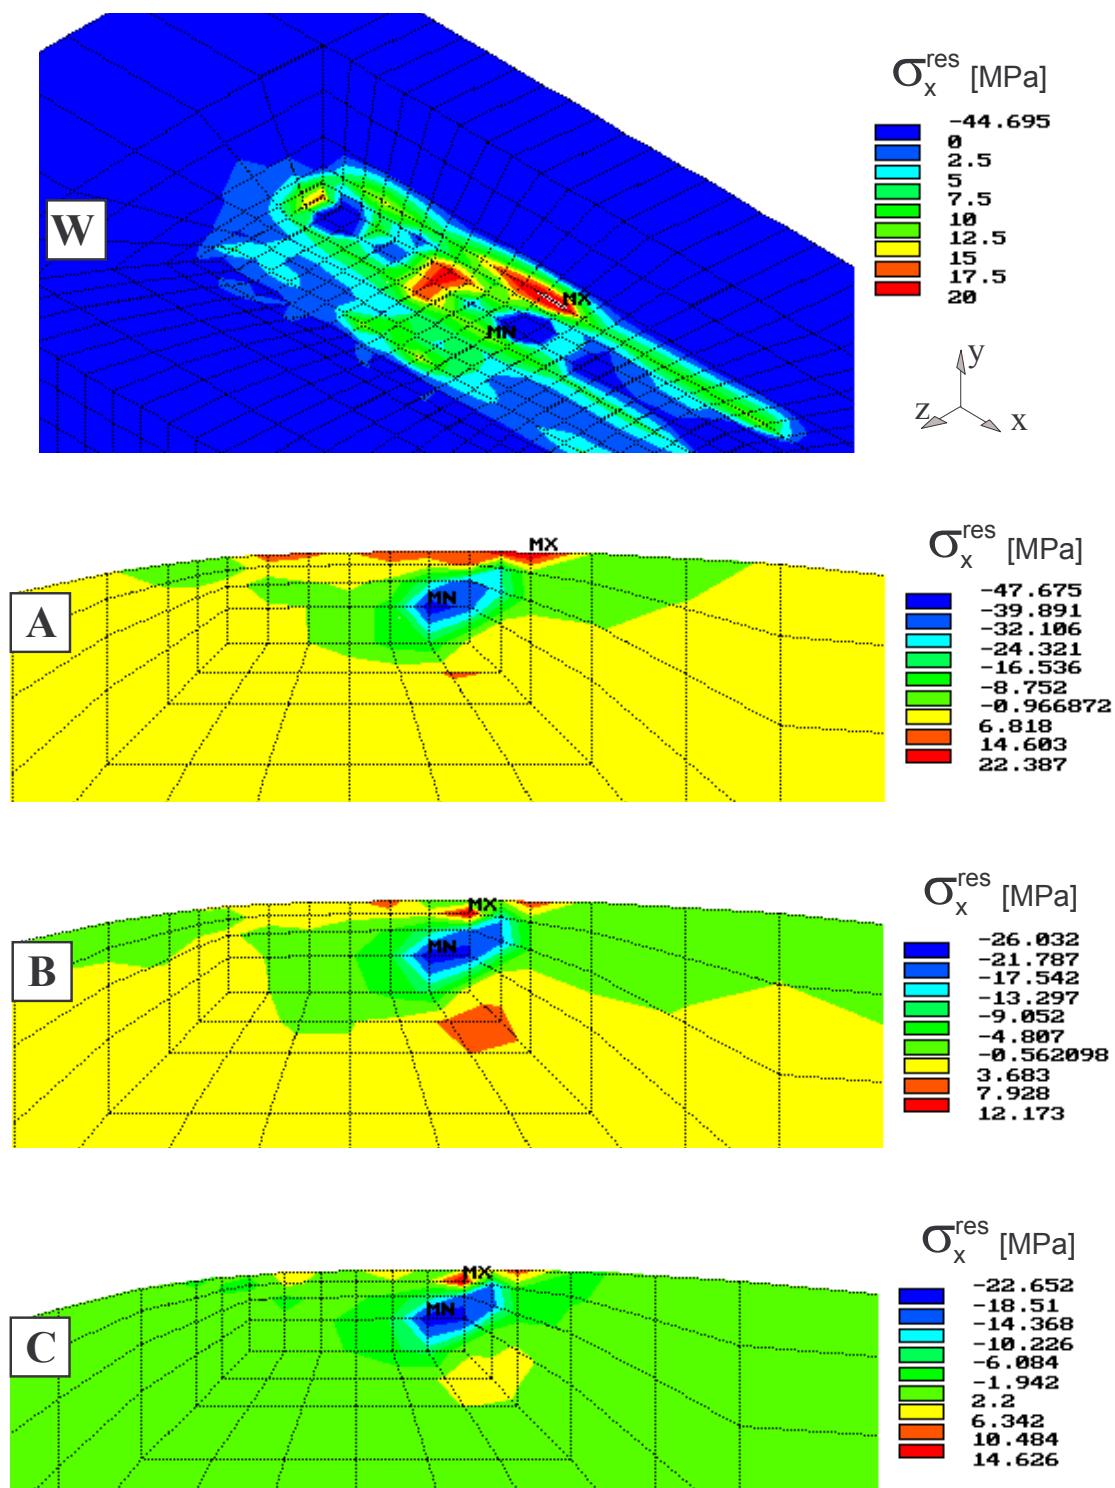 σxres [MPa]
-44.695
0
2.5
5
7.5
10
12.5
15
17.5
20
W
MX
MN
y
z
x
MX
σxres [MPa]
MN
A
-47.675
-39.891
-32.106
-24.321
-16.536
-8.752
-0.966872
6.818
14.603
22.387
σxres [MPa]
MX
MN
B
-26.032
-21.787
-17.542
-13.297
-9.052
-4.807
-0.562098
3.683
7.928
12.173
σxres [MPa]
MX
MN
C
-22.652
-18.51
-14.368
-10.226
-6.084
-1.942
2.2
6.342
10.484
14.626